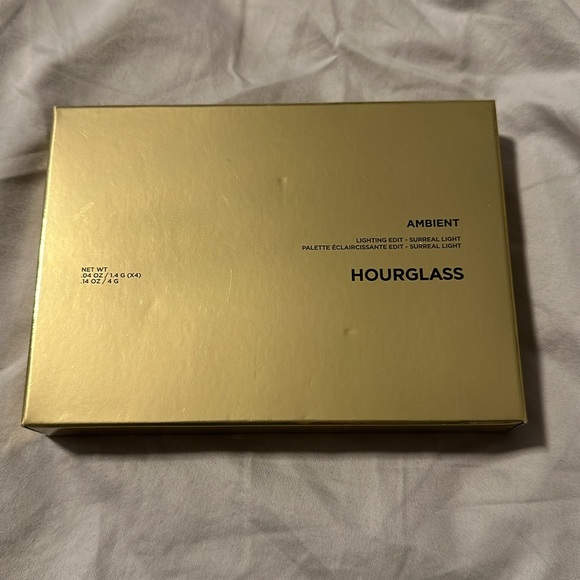 AMBIENT
LIGHTING EDIT - SURREAL LIGHT
PALETTE ÉCLAIRCISSANTE EDIT - SURREAL LIGHT
HOURGLASS
NET WT
.04 OZ / 1.4 G (X4)
.14 OZ / 4 G